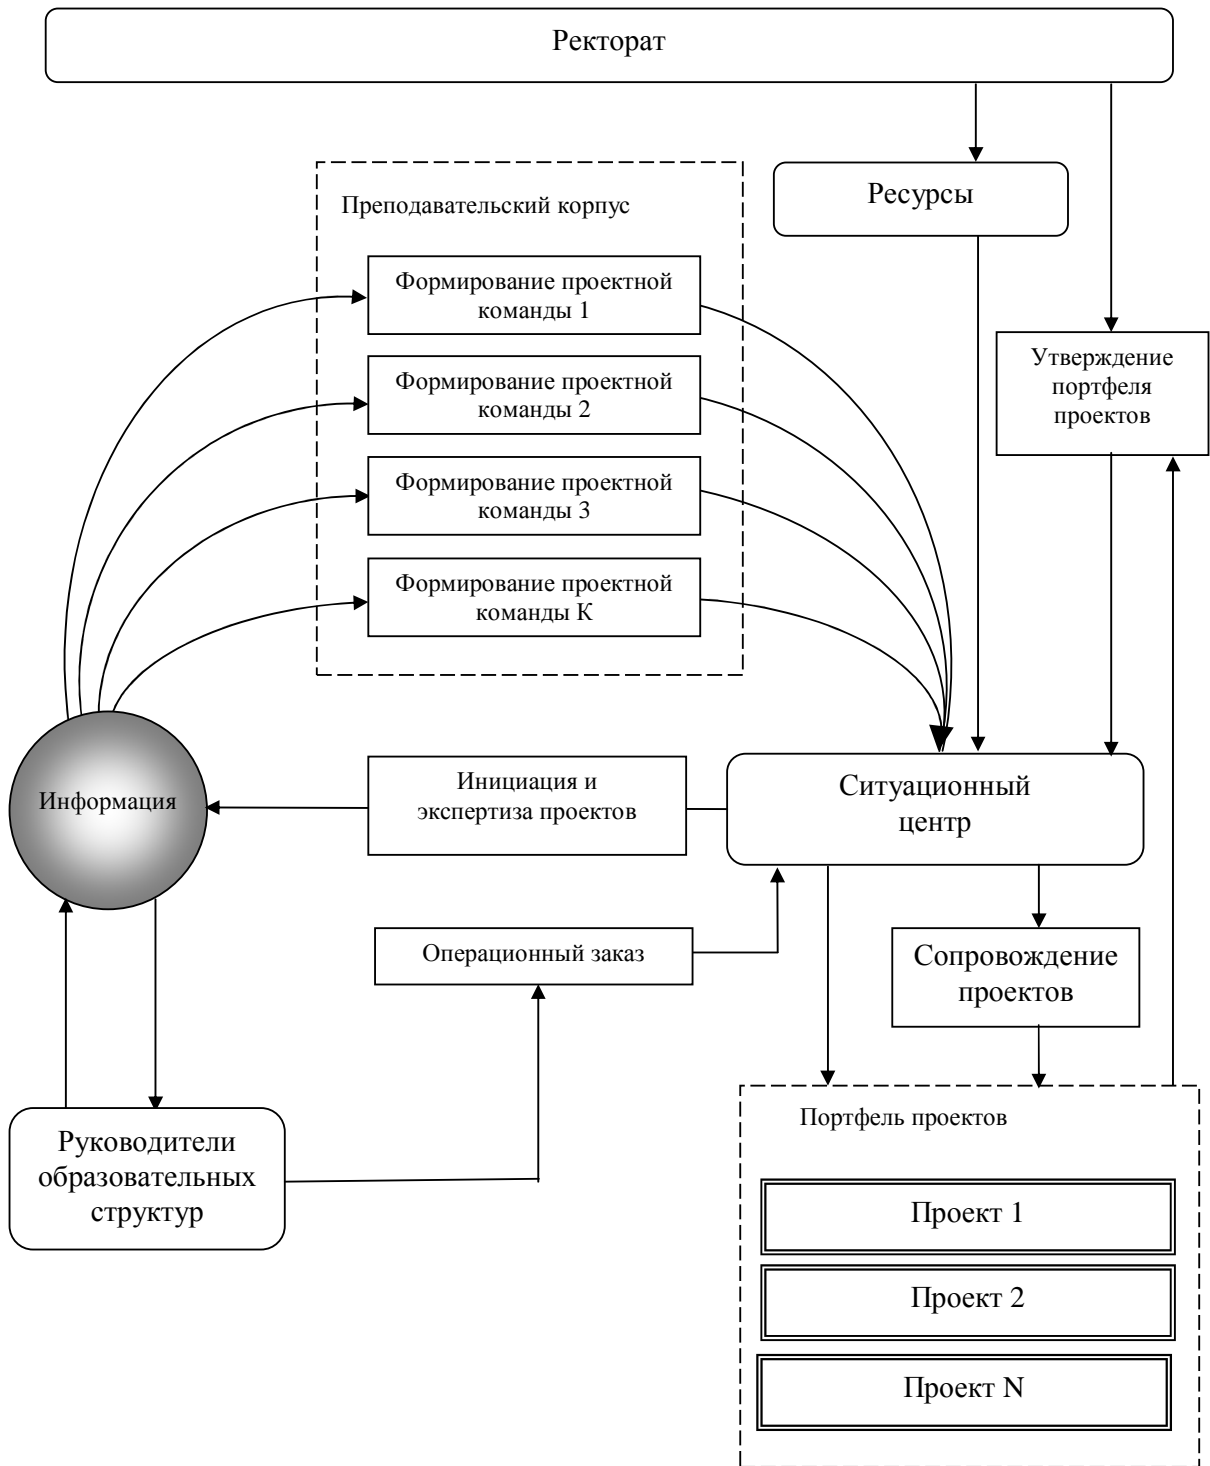 Ректорат
Ресурсы
Преподавательский корпус
Формирование проектной
команды 1
Утверждение
портфеля
проектов
Формирование проектной
команды 2
Формирование проектной
команды 3
Формирование проектной
команды К
Информация
Инициация и
экспертиза проектов
Ситуационный
центр
Операционный заказ
Сопровождение
проектов
Руководители
образовательных
структур
Портфель проектов
Проект 1
Проект 2
Проект N